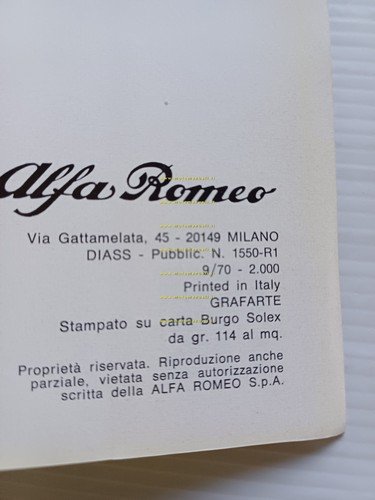 Alfa Romeo
Via Gattamelata, 45 - 20149 MILANO
DIASS - Pubblic. N. 1550-R1
9/70 - 2.000
Printed in Italy
GRAFARTE
Stampato su carta Burgo Solex
da gr. 114 al mq.
Proprietà riservata. Riproduzione anche
parziale, vietata senza autorizzazione
scritta della ALFA ROMEO S.p.A.